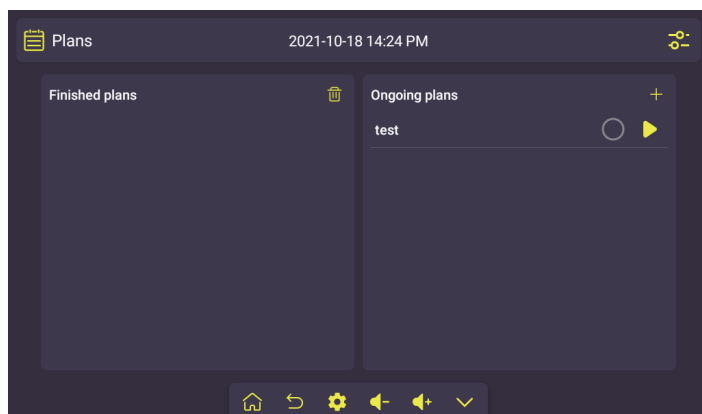 Plans
2021-10-18 14:24 PM
Finished plans
Ongoing plans
test